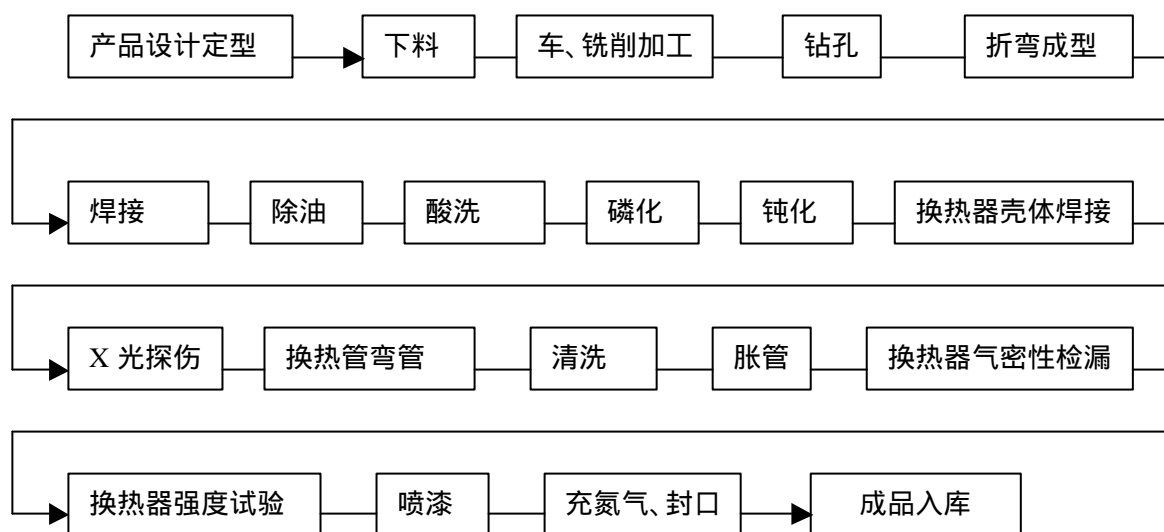 产品设计定型 下料 车、铣削加工 钻孔 折弯成型
焊接 除油 酸洗 磷化 钝化 换热器壳体焊接
X 光探伤 换热管弯管 清洗 胀管 换热器气密性检漏
换热器强度试验 喷漆 充氮气、封口 成品入库